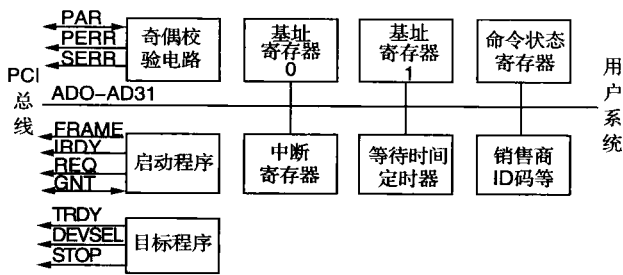 PAR
PERR
SERR
奇偶校
验电路
基址
寄存器
0
基址
寄存器
1
命令状态
寄存器
PCI
总
线
ADO-AD31
用
户
系
统
FRAME
IRDY
REQ
GNT
启动程序
中断
寄存器
等待时间
定时器
销售商
ID码等
TRDY
DEVSEL
STOP
目标程序